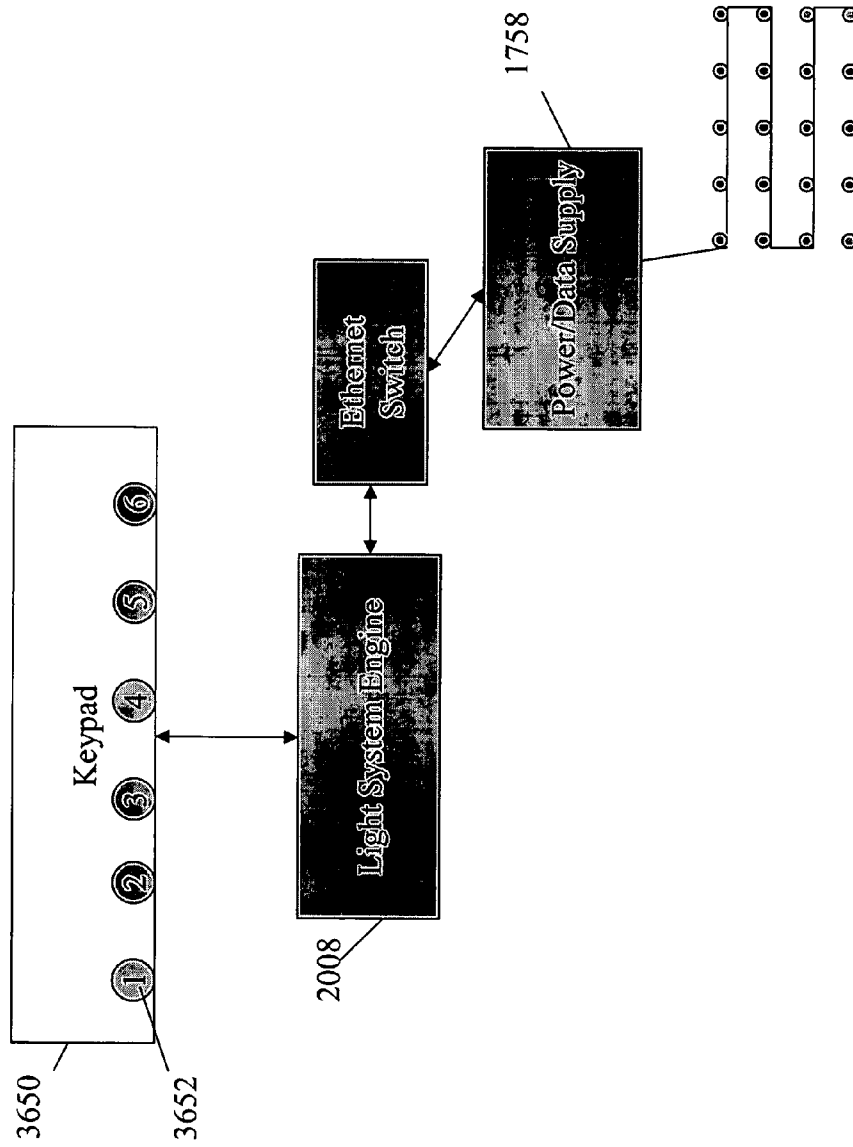 3650
3652
Keypad
1
2
3
4
5
6
2008
Light System Engine
Ethernet
Switch
1758
Power/Data Supply